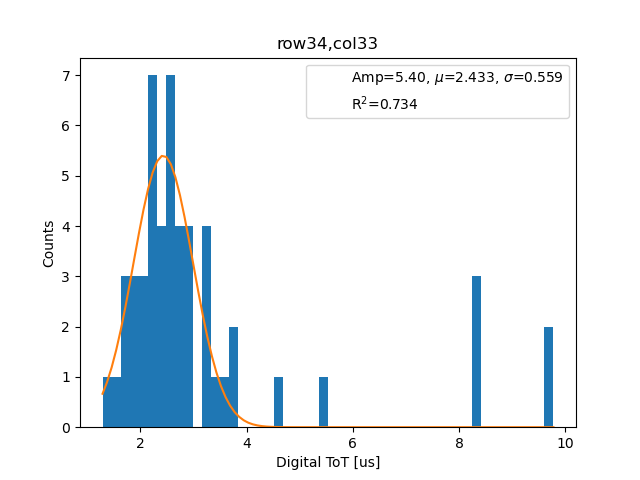 row34,col33
Amp=5.40, μ=2.433, σ=0.559
R²=0.734
7
6
5
4
3
2
1
0
Counts
2 4 6 8 10
Digital ToT [us]